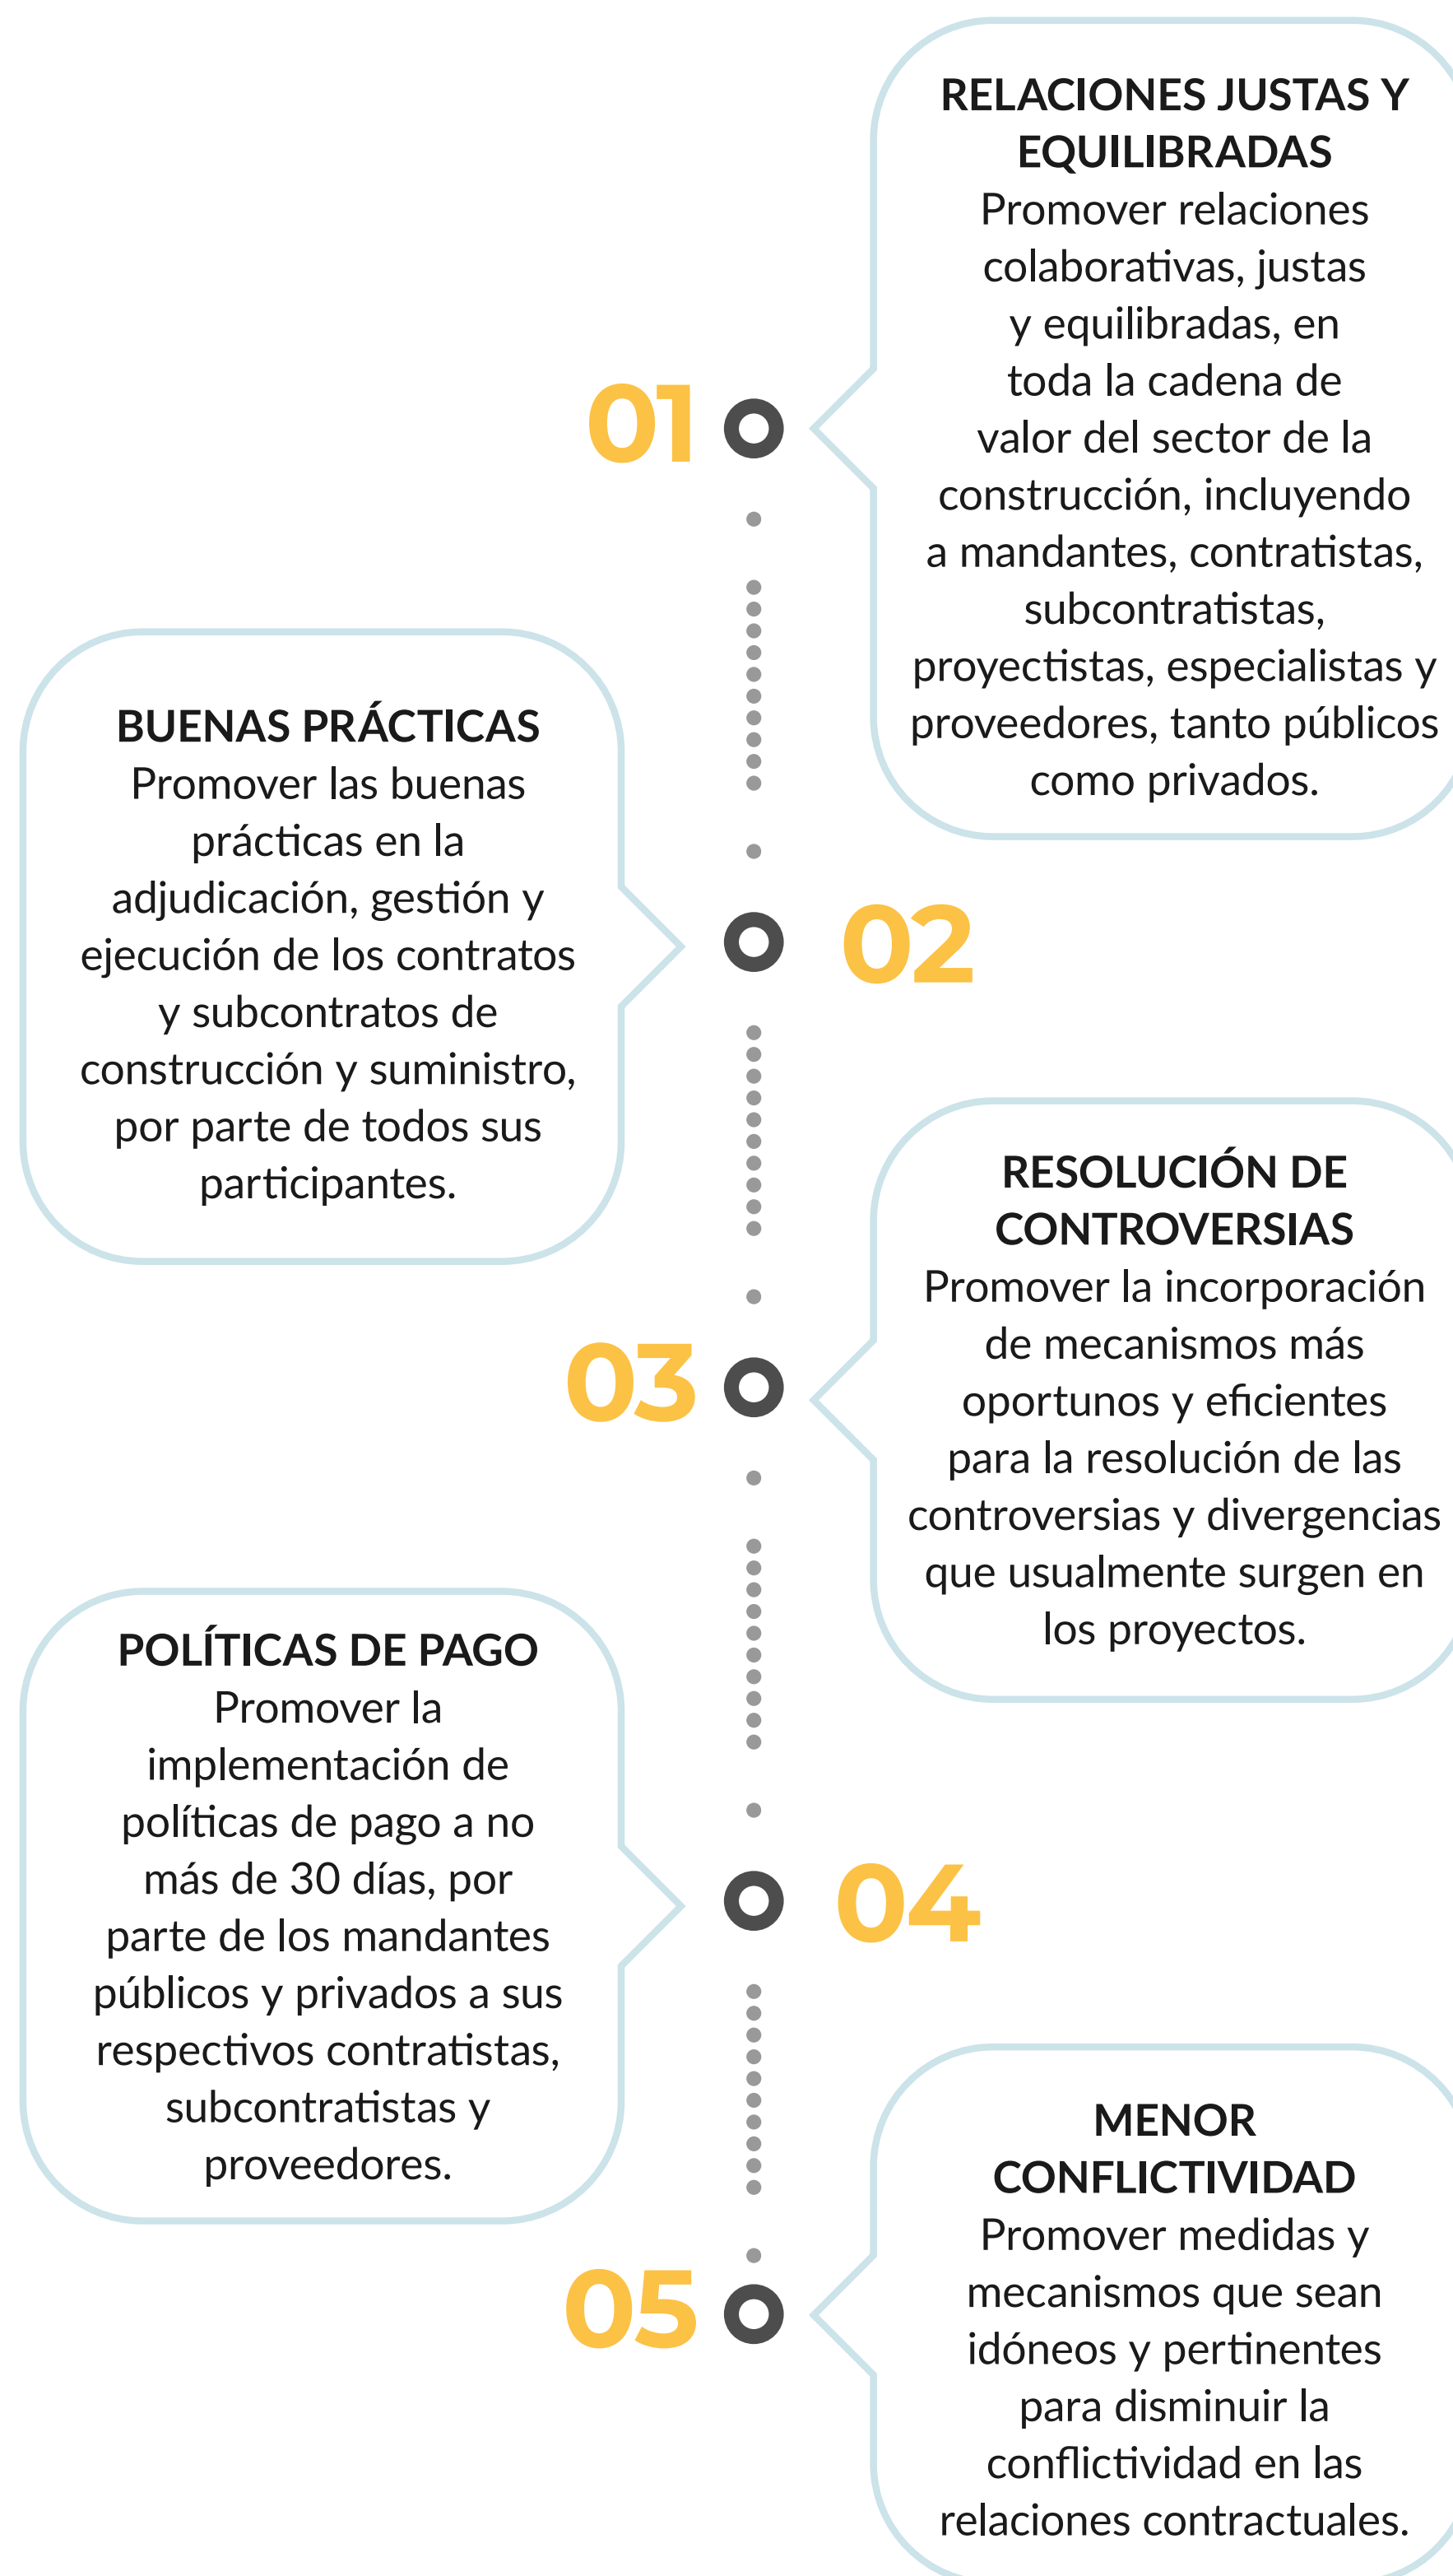 01
RELACIONES JUSTAS Y
EQUILIBRADAS
Promover relaciones
colaborativas, justas
y equilibradas, en
toda la cadena de
valor del sector de la
construcción, incluyendo
a mandantes, contratistas,
subcontratistas,
proyectistas, especialistas y
proveedores, tanto públicos
como privados.
02
BUENAS PRÁCTICAS
Promover las buenas
prácticas en la
adjudicación, gestión y
ejecución de los contratos
y subcontratos de
construcción y suministro,
por parte de todos sus
participantes.
03
RESOLUCIÓN DE
CONTROVERSIAS
Promover la incorporación
de mecanismos más
oportunos y eficientes
para la resolución de las
controversias y divergencias
que usualmente surgen en
los proyectos.
04
POLÍTICAS DE PAGO
Promover la
implementación de
políticas de pago a no
más de 30 días, por
parte de los mandantes
públicos y privados a sus
respectivos contratistas,
subcontratistas y
proveedores.
05
MENOR
CONFLICTIVIDAD
Promover medidas y
mecanismos que sean
idóneos y pertinentes
para disminuir la
conflictividad en las
relaciones contractuales.